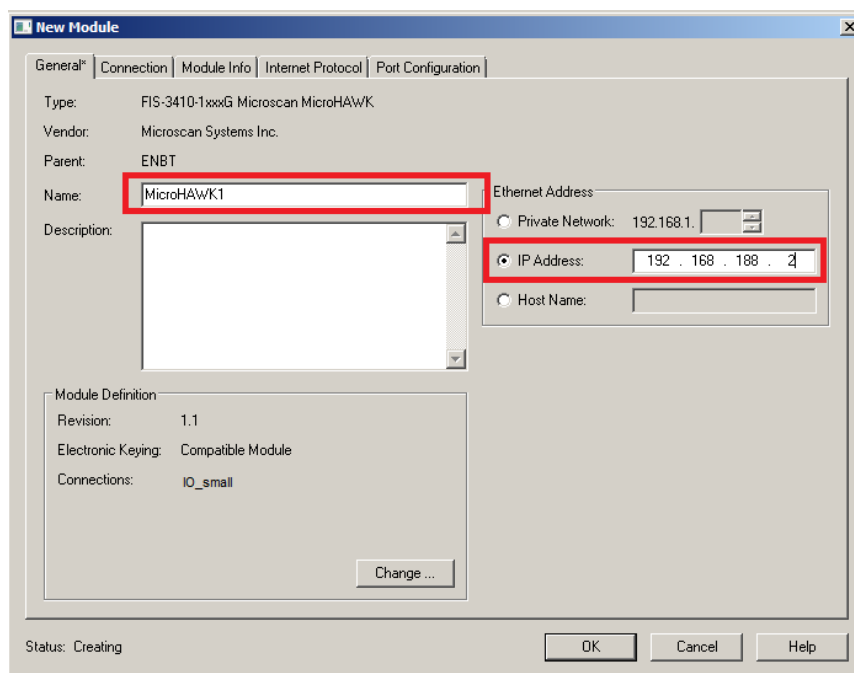 New Module
General* Connection Module Info Internet Protocol Port Configuration
Type: FIS-3410-1xxxG Microscan MicroHAWK
Vendor: Microscan Systems Inc.
Parent: ENBT
Name: MicroHAWK1
Description:
Ethernet Address
Private Network: 192.168.1.
IP Address: 192 . 168 . 188 . 2
Host Name:
Module Definition
Revision: 1.1
Electronic Keying: Compatible Module
Connections: IO_small
Change ...
Status: Creating
OK Cancel Help